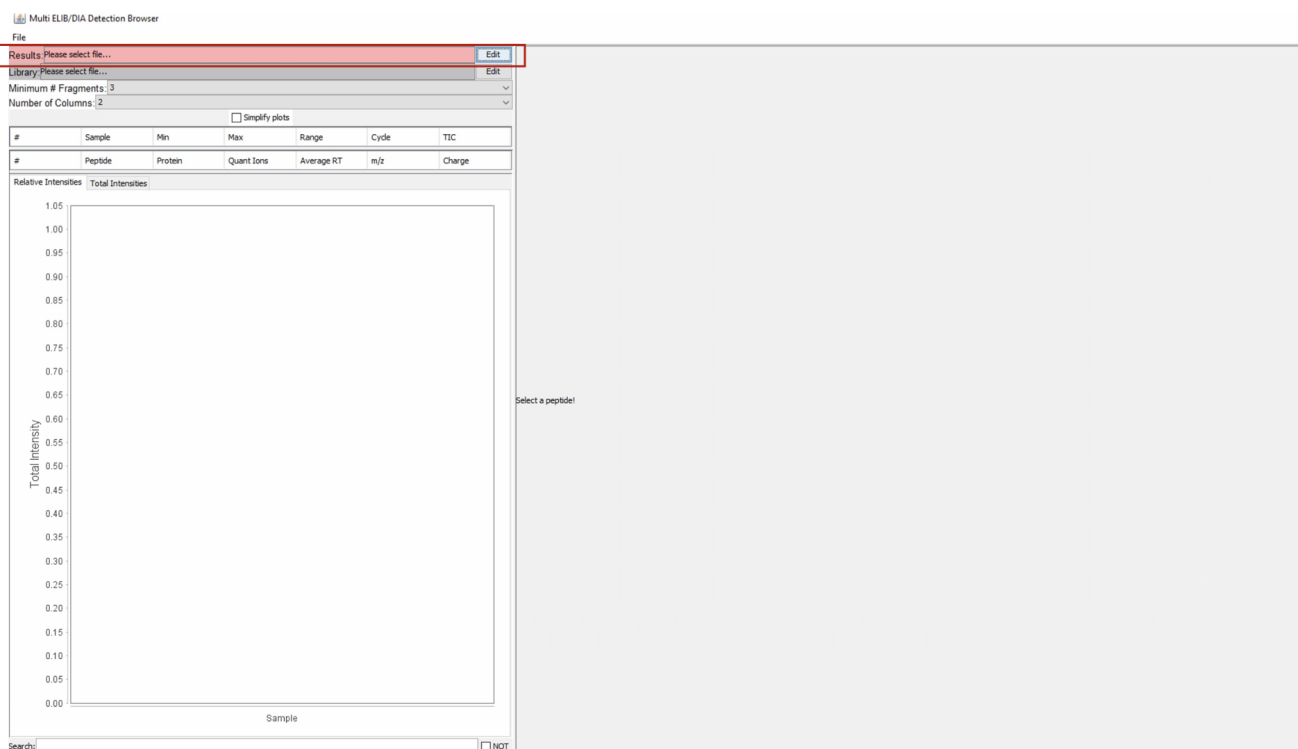 Multi ELIB/DIA Detection Browser
File
Results: Please select file... Edit
Library: Please select file... Edit
Minimum # Fragments: 3
Number of Columns: 2
Simplify plots
# Sample Min Max Range Cycle TIC
# Peptide Protein Quant Ions Average RT m/z Charge
Relative Intensities Total Intensities
1.05
1.00
0.95
0.90
0.85
0.80
0.75
0.70
0.65
0.60
0.55
0.50
0.45
0.40
0.35
0.30
0.25
0.20
0.15
0.10
0.05
0.00
Total Intensity
Sample
Select a peptide!
Search: NOT